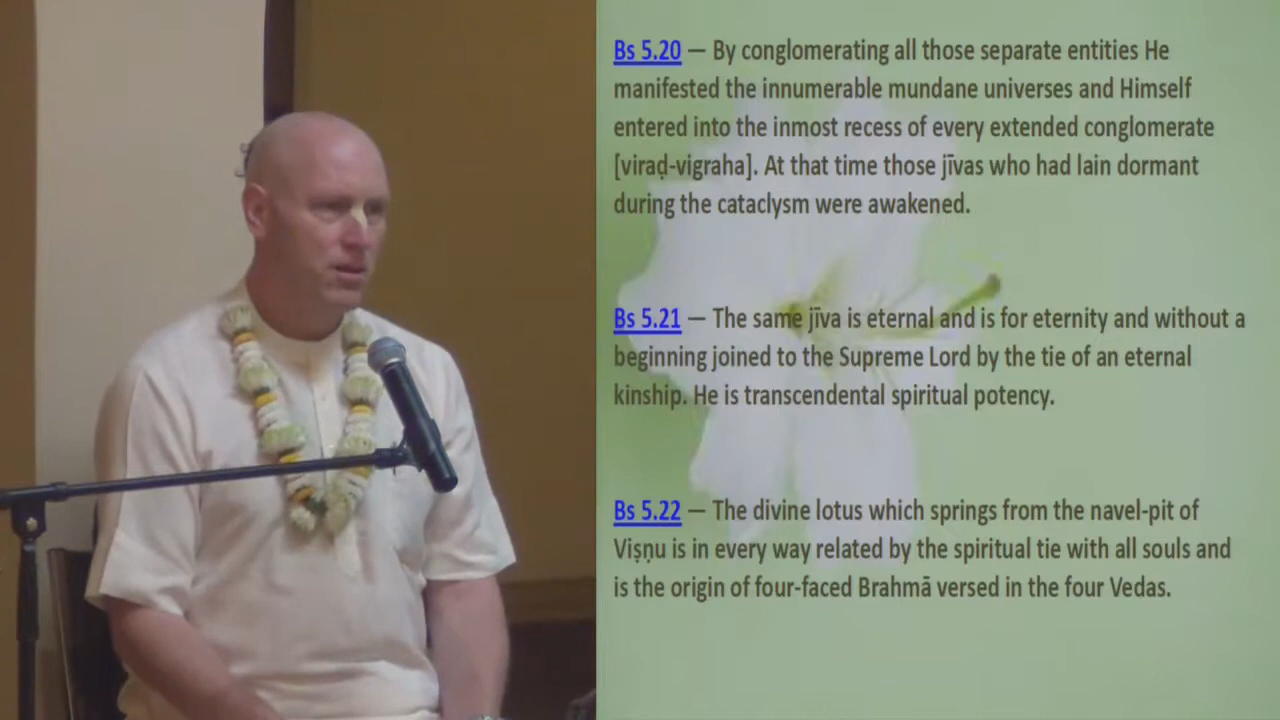 Bs 5.20 — By conglomerating all those separate entities He
manifested the innumerable mundane universes and Himself
entered into the inmost recess of every extended conglomerate
[viraḍ-vigraha]. At that time those jīvas who had lain dormant
during the cataclysm were awakened.
Bs 5.21 — The same jīva is eternal and is for eternity and without a
beginning joined to the Supreme Lord by the tie of an eternal
kinship. He is transcendental spiritual potency.
Bs 5.22 — The divine lotus which springs from the navel-pit of
Viṣṇu is in every way related by the spiritual tie with all souls and
is the origin of four-faced Brahmā versed in the four Vedas.